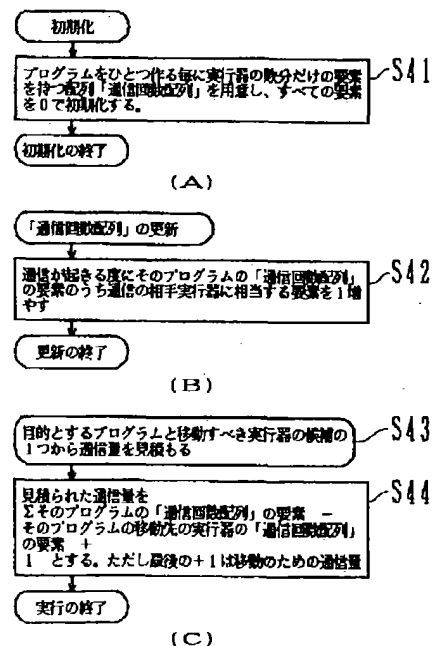 初期化
プログラムをひとつ作る毎に実行器の数分だけの要素
を持つ配列「通信回数配列」を用意し、すべての要素
を0で初期化する。
S41
初期化の終了
(A)
「通信回数配列」の更新
通信が起きる度にそのプログラムの「通信回数配列」
の要素のうち通信の相手実行器に相当する要素を1増
やす
S42
更新の終了
(B)
目的とするプログラムと移動すべき実行器の候補の
1つから通信量を見積もる
S43
見積られた通信量を
Σそのプログラムの「通信回数配列」の要素 −
そのプログラムの移動先の実行器の「通信回数配列」
の要素 +
1 とする。ただし最後の+1は移動のための通信量
S44
実行の終了
(C)